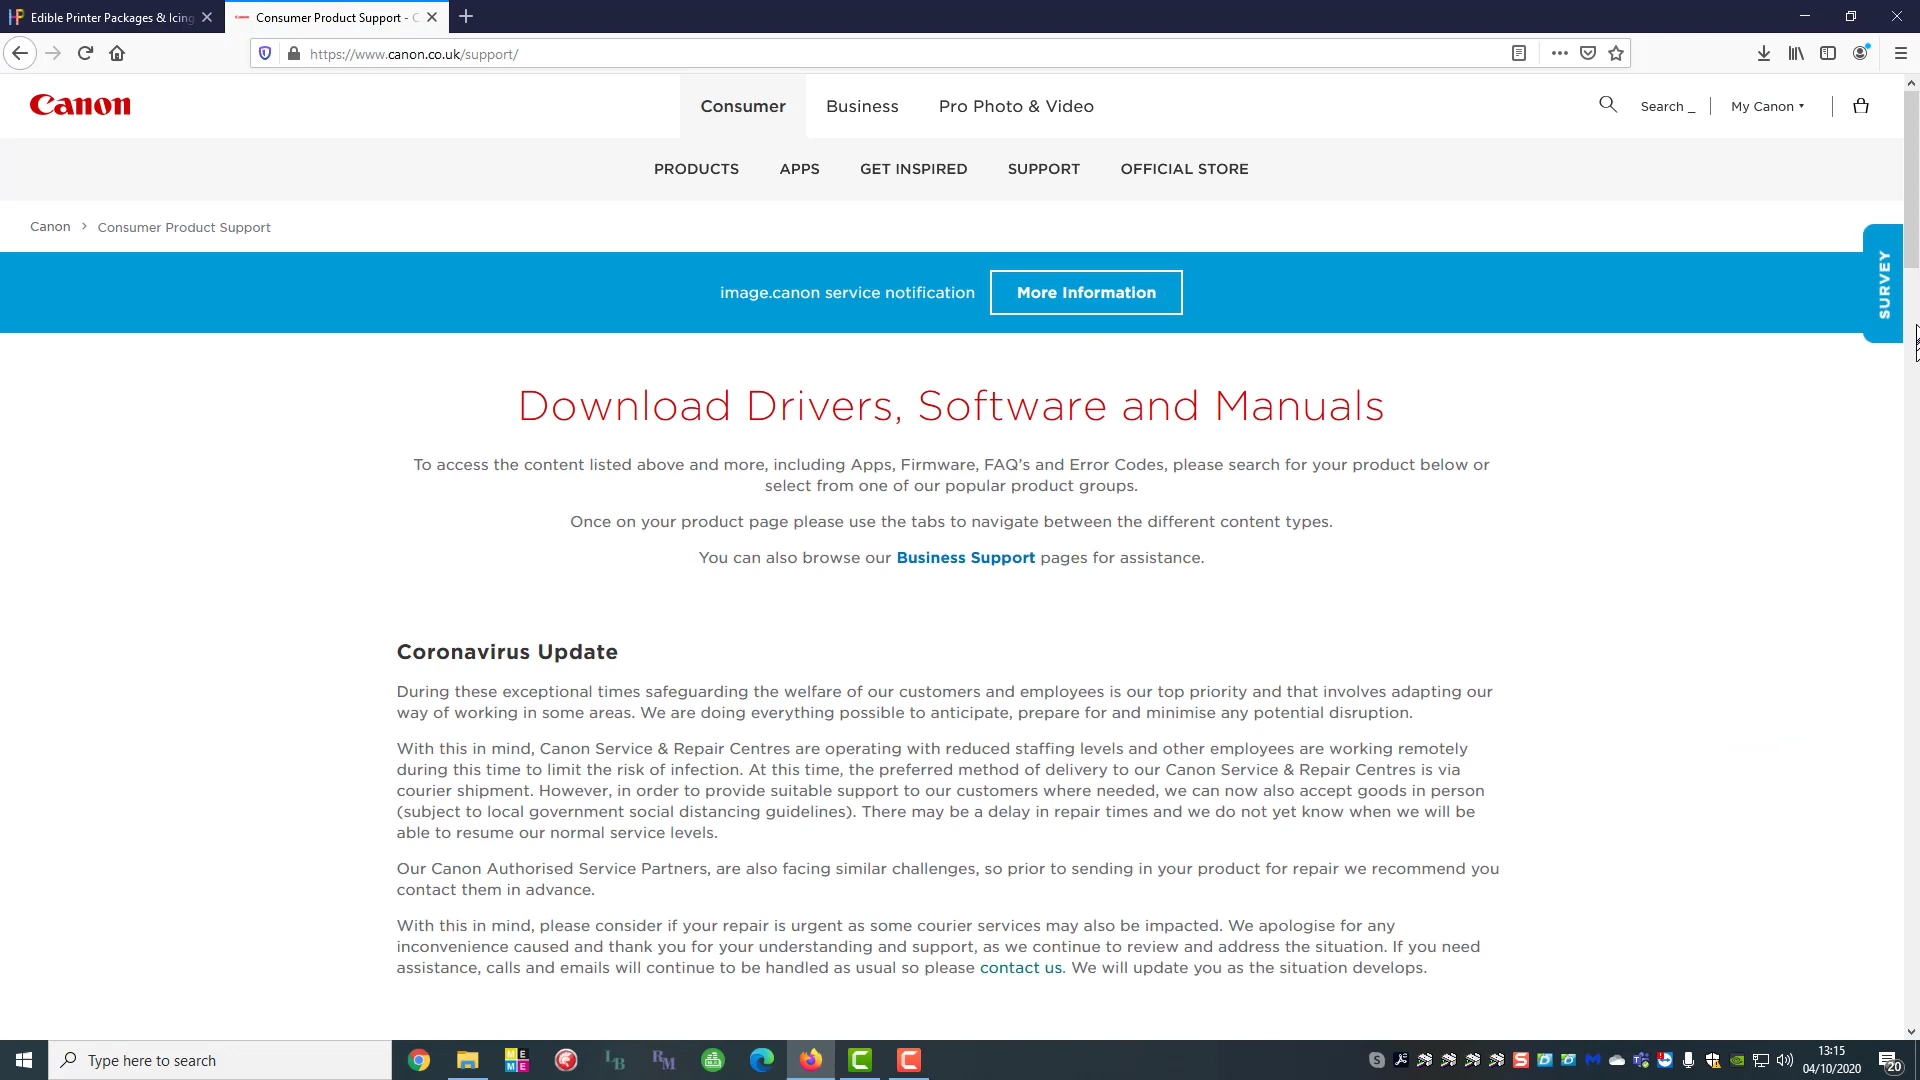 Edible Printer Packages & Icing
Consumer Product Support - C
https://www.canon.co.uk/support/
Canon
Consumer
Business
Pro Photo & Video
Search _
My Canon
PRODUCTS
APPS
GET INSPIRED
SUPPORT
OFFICIAL STORE
Canon > Consumer Product Support
image.canon service notification
More Information
SURVEY
Download Drivers, Software and Manuals
To access the content listed above and more, including Apps, Firmware, FAQ's and Error Codes, please search for your product below or
select from one of our popular product groups.
Once on your product page please use the tabs to navigate between the different content types.
You can also browse our Business Support pages for assistance.
Coronavirus Update
During these exceptional times safeguarding the welfare of our customers and employees is our top priority and that involves adapting our
way of working in some areas. We are doing everything possible to anticipate, prepare for and minimise any potential disruption.
With this in mind, Canon Service & Repair Centres are operating with reduced staffing levels and other employees are working remotely
during this time to limit the risk of infection. At this time, the preferred method of delivery to our Canon Service & Repair Centres is via
courier shipment. However, in order to provide suitable support to our customers where needed, we can now also accept goods in person
(subject to local government social distancing guidelines). There may be a delay in repair times and we do not yet know when we will be
able to resume our normal service levels.
Our Canon Authorised Service Partners, are also facing similar challenges, so prior to sending in your product for repair we recommend you
contact them in advance.
With this in mind, please consider if your repair is urgent as some courier services may also be impacted. We apologise for any
inconvenience caused and thank you for your understanding and support, as we continue to review and address the situation. If you need
assistance, calls and emails will continue to be handled as usual so please contact us. We will update you as the situation develops.
Type here to search
ME
ME
LB
RM
13:15
04/10/2020
20